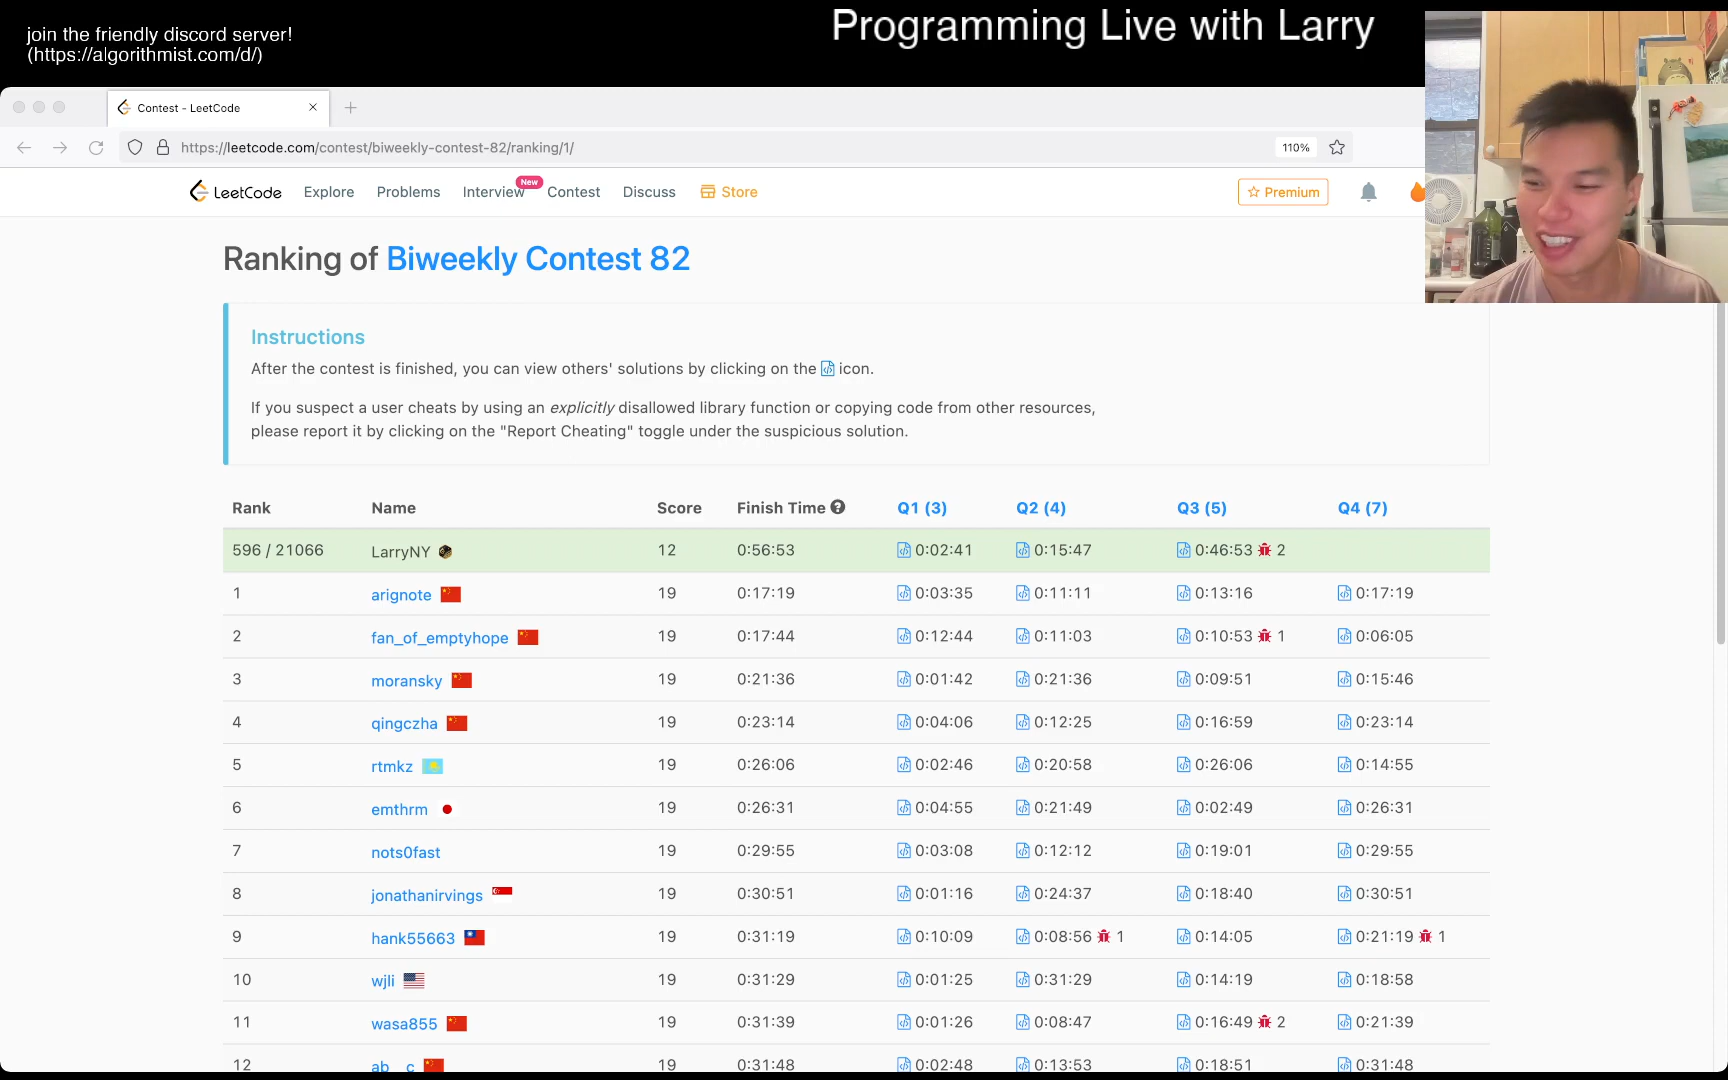 join the friendly discord server!
(https://algorithmist.com/d/)
Programming Live with Larry
Contest - LeetCode
https://leetcode.com/contest/biweekly-contest-82/ranking/1/
110%
LeetCode Explore Problems Interview New Contest Discuss Store Premium
Ranking of Biweekly Contest 82
Instructions
After the contest is finished, you can view others' solutions by clicking on the icon.
If you suspect a user cheats by using an explicitly disallowed library function or copying code from other resources,
please report it by clicking on the "Report Cheating" toggle under the suspicious solution.
Rank Name Score Finish Time Q1 (3) Q2 (4) Q3 (5) Q4 (7)
596 / 21066 LarryNY 12 0:56:53 0:02:41 0:15:47 0:46:53 2
1 arignote 19 0:17:19 0:03:35 0:11:11 0:13:16 0:17:19
2 fan_of_emptyhope 19 0:17:44 0:12:44 0:11:03 0:10:53 1 0:06:05
3 moransky 19 0:21:36 0:01:42 0:21:36 0:09:51 0:15:46
4 qingczha 19 0:23:14 0:04:06 0:12:25 0:16:59 0:23:14
5 rtmkz 19 0:26:06 0:02:46 0:20:58 0:26:06 0:14:55
6 emthrm 19 0:26:31 0:04:55 0:21:49 0:02:49 0:26:31
7 nots0fast 19 0:29:55 0:03:08 0:12:12 0:19:01 0:29:55
8 jonathanirvings 19 0:30:51 0:01:16 0:24:37 0:18:40 0:30:51
9 hank55663 19 0:31:19 0:10:09 0:08:56 1 0:14:05 0:21:19 1
10 wjli 19 0:31:29 0:01:25 0:31:29 0:14:19 0:18:58
11 wasa855 19 0:31:39 0:01:26 0:08:47 0:16:49 2 0:21:39
12 ab__c 19 0:31:48 0:02:48 0:13:53 0:18:51 0:31:48